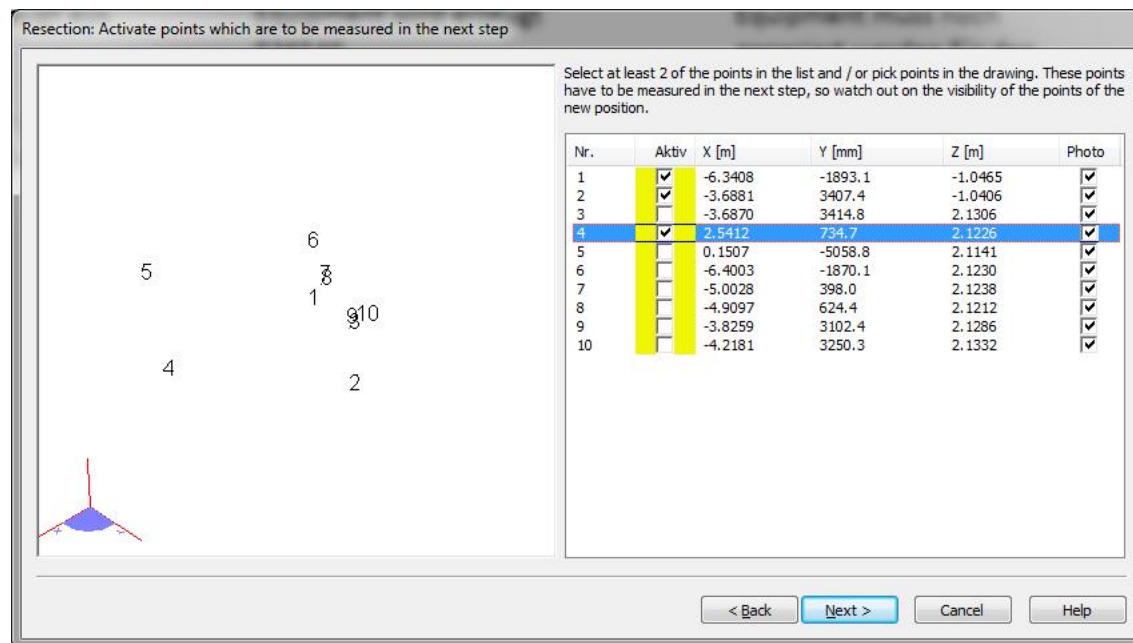 Resection: Activate points which are to be measured in the next step
Select at least 2 of the points in the list and / or pick points in the drawing. These points
have to be measured in the next step, so watch out on the visibility of the points of the
new position.
Nr. Aktiv X [m] Y [mm] Z [m] Photo
1 -6.3408 -1893.1 -1.0465
2 -3.6881 3407.4 -1.0406
3 -3.6870 3414.8 2.1306
4 2.5412 734.7 2.1226
5 0.1507 -5058.8 2.1141
6 -6.4003 -1870.1 2.1230
7 -5.0028 398.0 2.1238
8 -4.9097 624.4 2.1212
9 -3.8259 3102.4 2.1286
10 -4.2181 3250.3 2.1332
6
5
7
8
1
9
10
4
2
< Back Next > Cancel Help